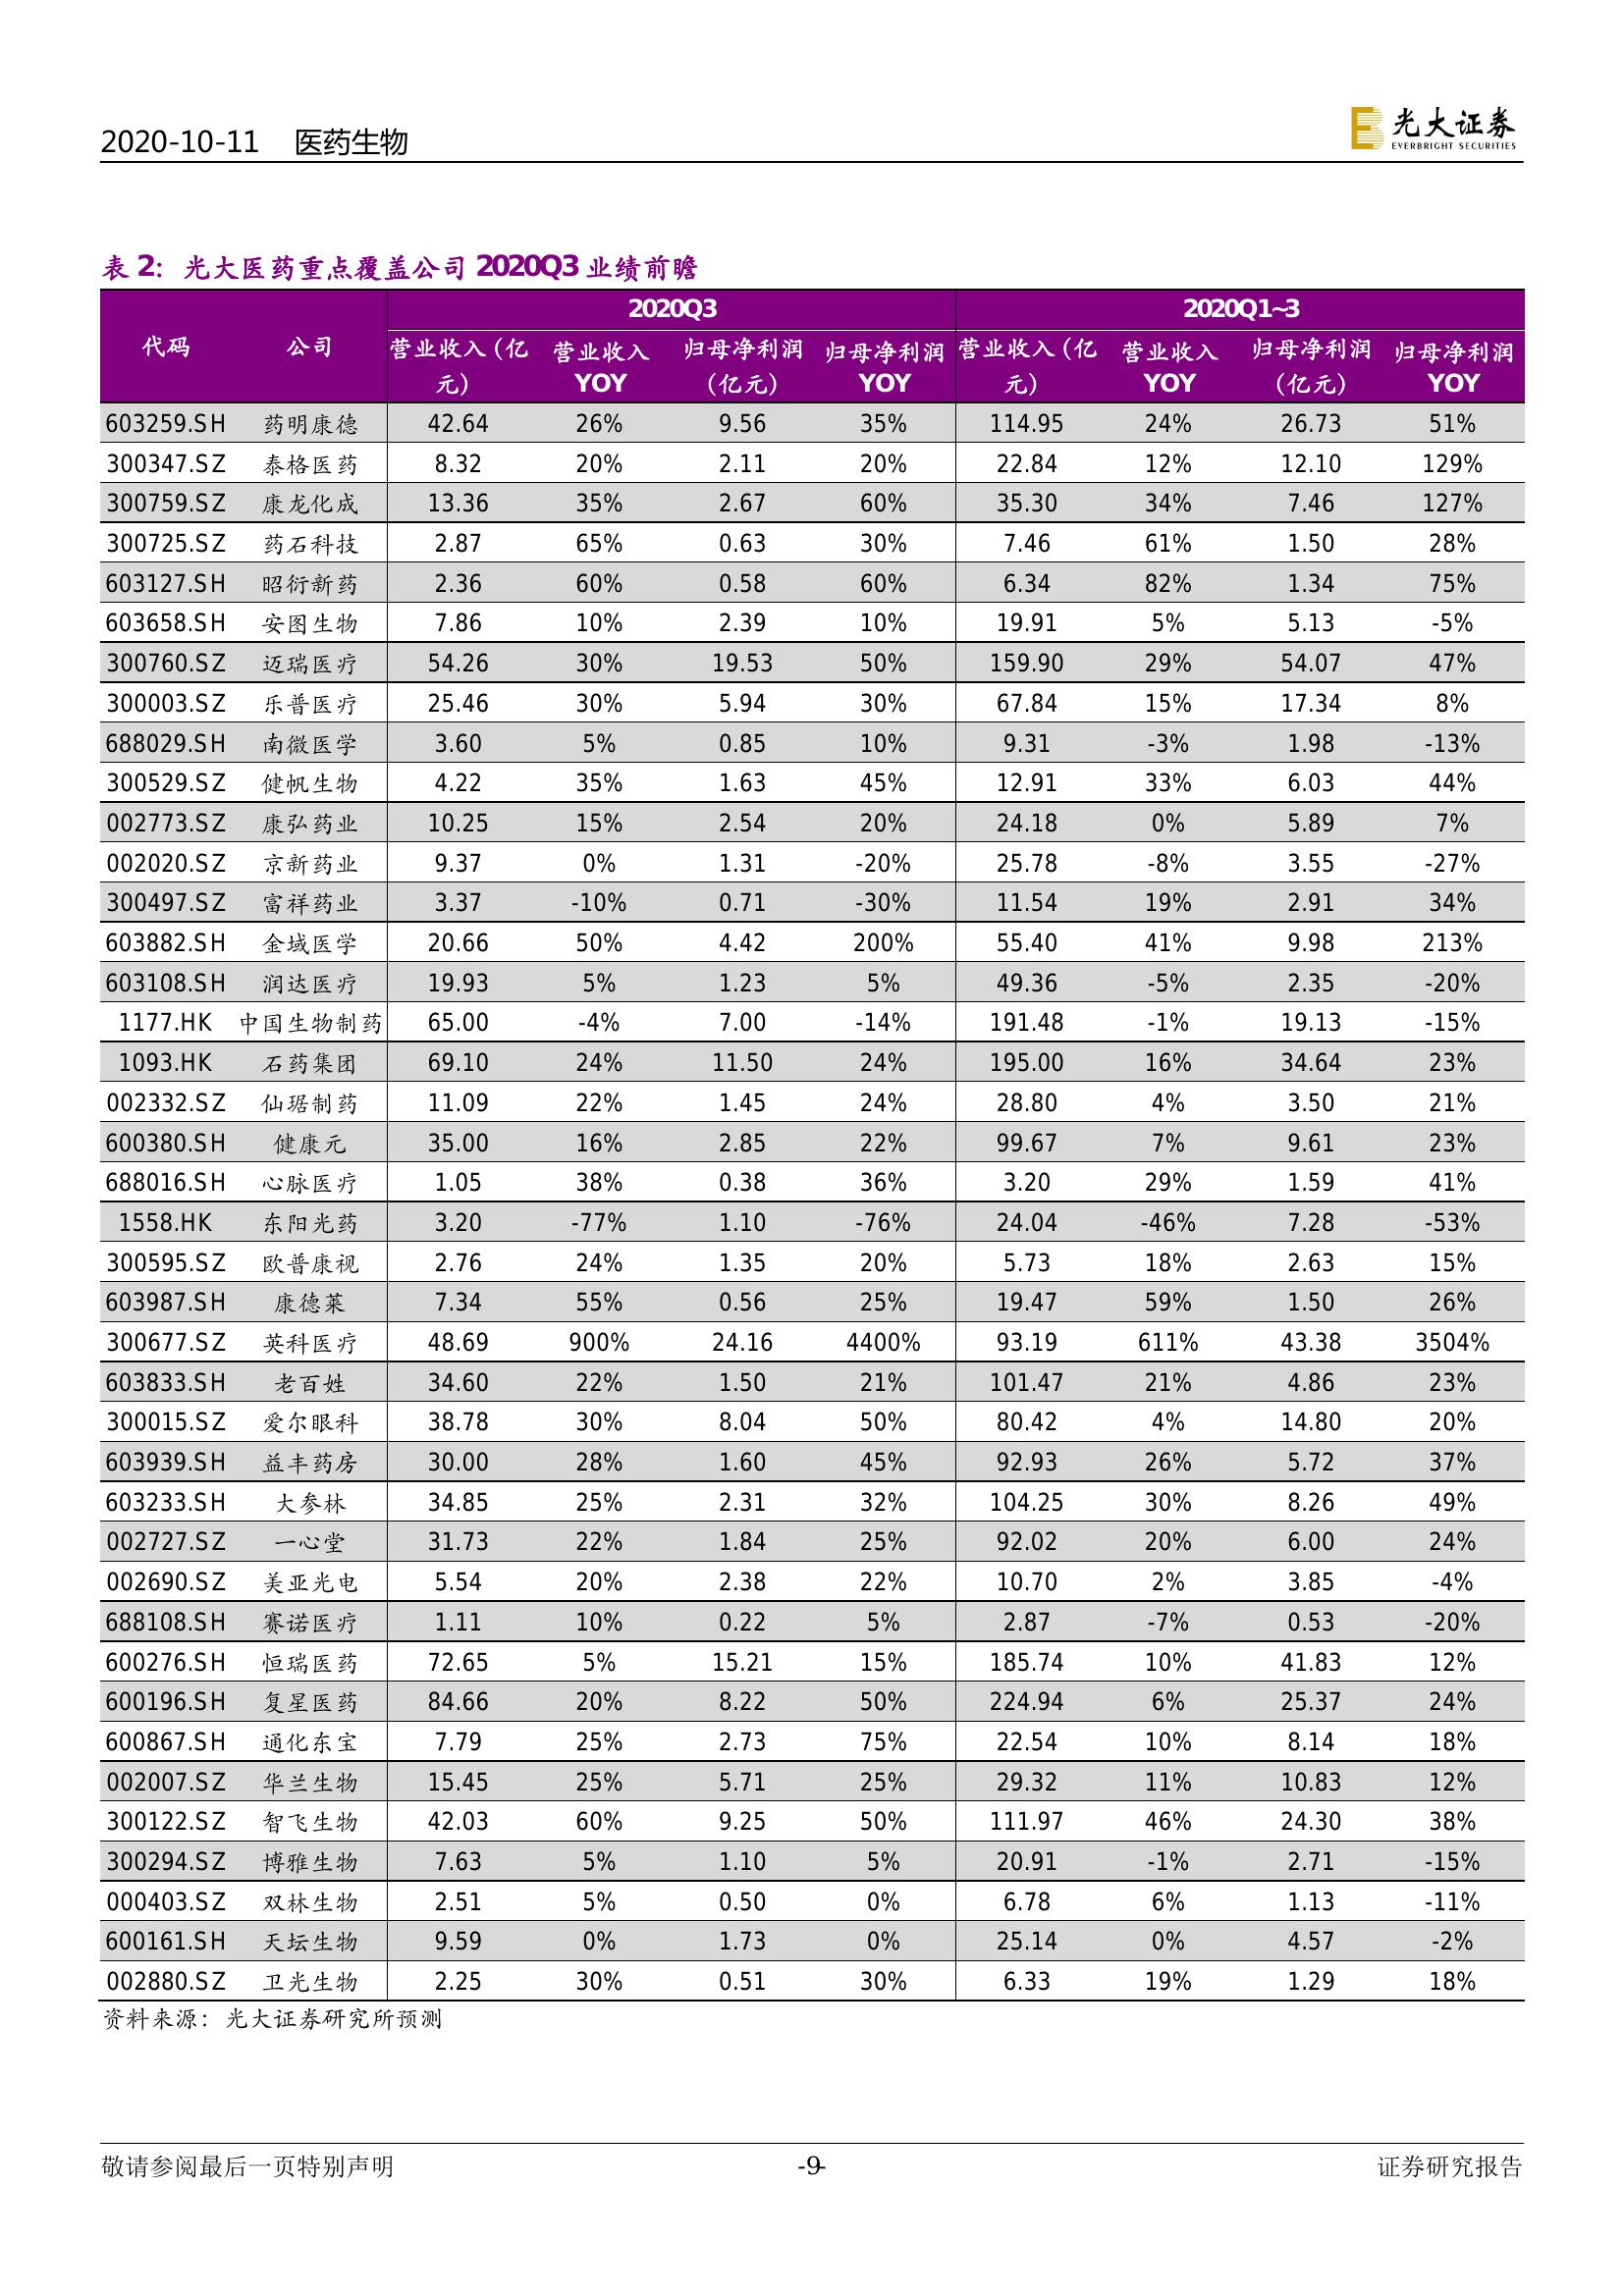 2020-10-11 医药生物
光大证券
EVERBRIGHT SECURITIES
表 2：光大医药重点覆盖公司 2020Q3 业绩前瞻
代码 公司 2020Q3 2020Q1~3
营业收入（亿元） 营业收入YOY 归母净利润（亿元） 归母净利润YOY 营业收入（亿元） 营业收入YOY 归母净利润（亿元） 归母净利润YOY
603259.SH 药明康德 42.64 26% 9.56 35% 114.95 24% 26.73 51%
300347.SZ 泰格医药 8.32 20% 2.11 20% 22.84 12% 12.10 129%
300759.SZ 康龙化成 13.36 35% 2.67 60% 35.30 34% 7.46 127%
300725.SZ 药石科技 2.87 65% 0.63 30% 7.46 61% 1.50 28%
603127.SH 昭衍新药 2.36 60% 0.58 60% 6.34 82% 1.34 75%
603658.SH 安图生物 7.86 10% 2.39 10% 19.91 5% 5.13 -5%
300760.SZ 迈瑞医疗 54.26 30% 19.53 50% 159.90 29% 54.07 47%
300003.SZ 乐普医疗 25.46 30% 5.94 30% 67.84 15% 17.34 8%
688029.SH 南微医学 3.60 5% 0.85 10% 9.31 -3% 1.98 -13%
300529.SZ 健帆生物 4.22 35% 1.63 45% 12.91 33% 6.03 44%
002773.SZ 康弘药业 10.25 15% 2.54 20% 24.18 0% 5.89 7%
002020.SZ 京新药业 9.37 0% 1.31 -20% 25.78 -8% 3.55 -27%
300497.SZ 富祥药业 3.37 -10% 0.71 -30% 11.54 19% 2.91 34%
603882.SH 金域医学 20.66 50% 4.42 200% 55.40 41% 9.98 213%
603108.SH 润达医疗 19.93 5% 1.23 5% 49.36 -5% 2.35 -20%
1177.HK 中国生物制药 65.00 -4% 7.00 -14% 191.48 -1% 19.13 -15%
1093.HK 石药集团 69.10 24% 11.50 24% 195.00 16% 34.64 23%
002332.SZ 仙琚制药 11.09 22% 1.45 24% 28.80 4% 3.50 21%
600380.SH 健康元 35.00 16% 2.85 22% 99.67 7% 9.61 23%
688016.SH 心脉医疗 1.05 38% 0.38 36% 3.20 29% 1.59 41%
1558.HK 东阳光药 3.20 -77% 1.10 -76% 24.04 -46% 7.28 -53%
300595.SZ 欧普康视 2.76 24% 1.35 20% 5.73 18% 2.63 15%
603987.SH 康德莱 7.34 55% 0.56 25% 19.47 59% 1.50 26%
300677.SZ 英科医疗 48.69 900% 24.16 4400% 93.19 611% 43.38 3504%
603833.SH 老百姓 34.60 22% 1.50 21% 101.47 21% 4.86 23%
300015.SZ 爱尔眼科 38.78 30% 8.04 50% 80.42 4% 14.80 20%
603939.SH 益丰药房 30.00 28% 1.60 45% 92.93 26% 5.72 37%
603233.SH 大参林 34.85 25% 2.31 32% 104.25 30% 8.26 49%
002727.SZ 一心堂 31.73 22% 1.84 25% 92.02 20% 6.00 24%
002690.SZ 美亚光电 5.54 20% 2.38 22% 10.70 2% 3.85 -4%
688108.SH 赛诺医疗 1.11 10% 0.22 5% 2.87 -7% 0.53 -20%
600276.SH 恒瑞医药 72.65 5% 15.21 15% 185.74 10% 41.83 12%
600196.SH 复星医药 84.66 20% 8.22 50% 224.94 6% 25.37 24%
600867.SH 通化东宝 7.79 25% 2.73 75% 22.54 10% 8.14 18%
002007.SZ 华兰生物 15.45 25% 5.71 25% 29.32 11% 10.83 12%
300122.SZ 智飞生物 42.03 60% 9.25 50% 111.97 46% 24.30 38%
300294.SZ 博雅生物 7.63 5% 1.10 5% 20.91 -1% 2.71 -15%
000403.SZ 双林生物 2.51 5% 0.50 0% 6.78 6% 1.13 -11%
600161.SH 天坛生物 9.59 0% 1.73 0% 25.14 0% 4.57 -2%
002880.SZ 卫光生物 2.25 30% 0.51 30% 6.33 19% 1.29 18%
资料来源：光大证券研究所预测
敬请参阅最后一页特别声明 -9- 证券研究报告